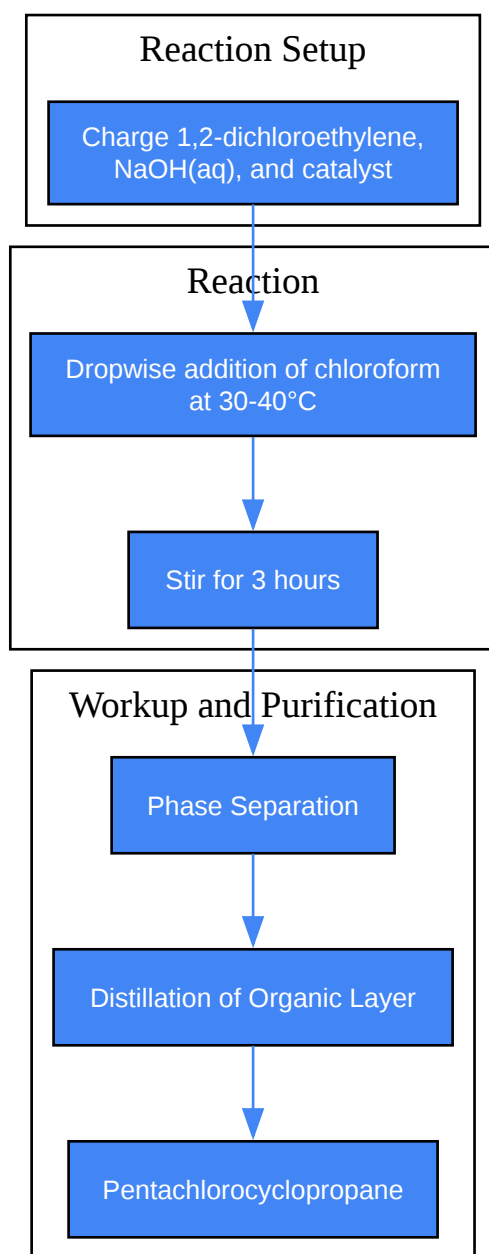 Reaction Setup
Charge 1,2-dichloroethylene,
NaOH(aq), and catalyst
Reaction
Dropwise addition of chloroform
at 30-40°C
Stir for 3 hours
Workup and Purification
Phase Separation
Distillation of Organic Layer
Pentachlorocyclopropane